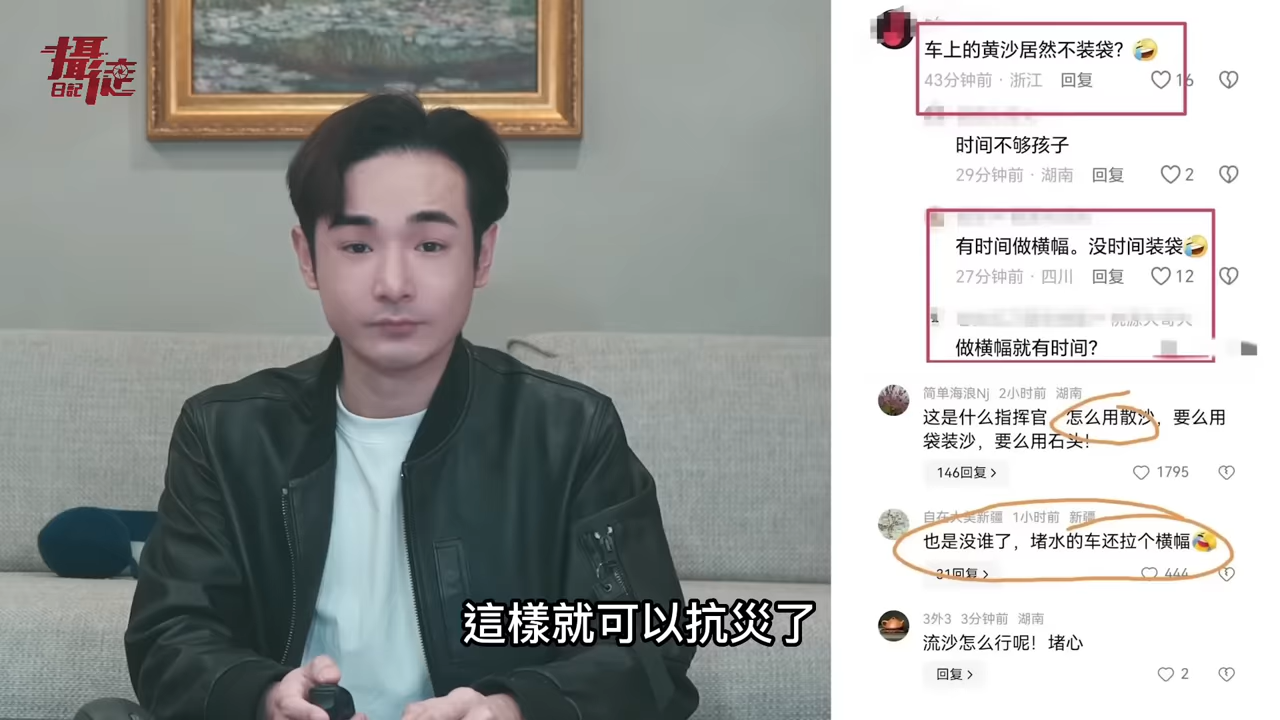 攝徒
日記
這樣就可以抗災了
车上的黄沙居然不装袋？
43分钟前 · 浙江 回复
16
时间不够孩子
29分钟前 · 湖南 回复
2
有时间做横幅。没时间装袋
27分钟前 · 四川 回复
12
做横幅就有时间？
简单海浪Nj 2小时前 湖南
这是什么指挥官，怎么用散沙，要么用
袋装沙，要么用石头！
146回复
1795
自在大美新疆 1小时前 新疆
也是没谁了，堵水的车还拉个横幅
31回复
444
3外3 3分钟前 湖南
流沙怎么行呢！堵心
回复
2